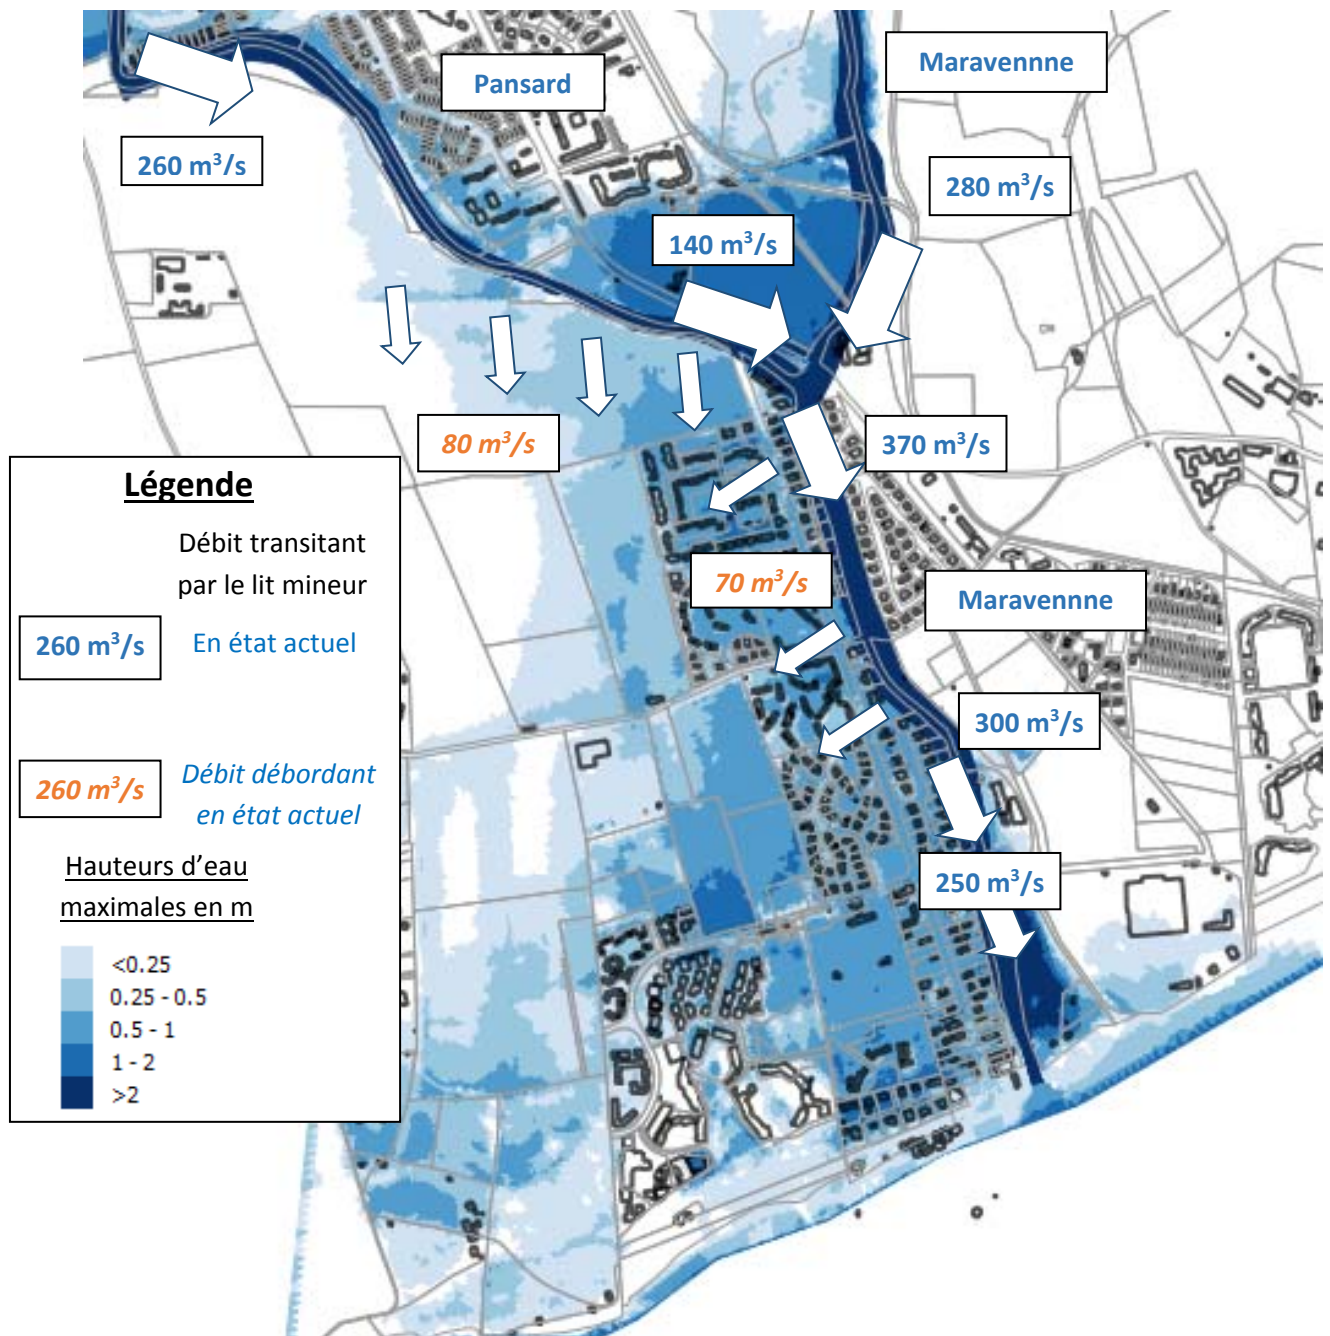 Maravennne
Pansard
260 m³/s
280 m³/s
140 m³/s
80 m³/s
370 m³/s
70 m³/s
Maravennne
300 m³/s
250 m³/s
Légende
Débit transitant
par le lit mineur
260 m³/s En état actuel
260 m³/s Débit débordant
en état actuel
Hauteurs d'eau
maximales en m
<0.25
0.25 - 0.5
0.5 - 1
1 - 2
>2